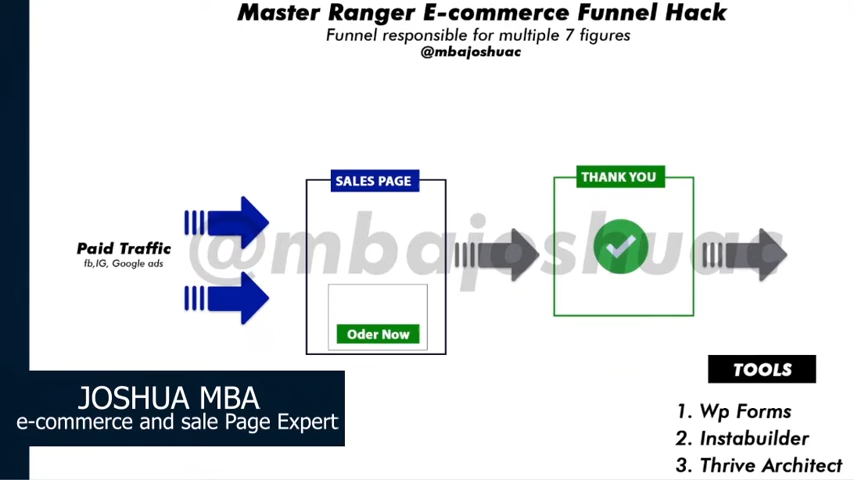 Master Ranger E-commerce Funnel Hack
Funnel responsible for multiple 7 figures
@mbajoshuac
SALES PAGE
THANK YOU
Paid Traffic
fb,IG, Google ads
@mbajoshuac
Oder Now
TOOLS
JOSHUA MBA
e-commerce and sale Page Expert
1. Wp Forms
2. Instabuilder
3. Thrive Architect